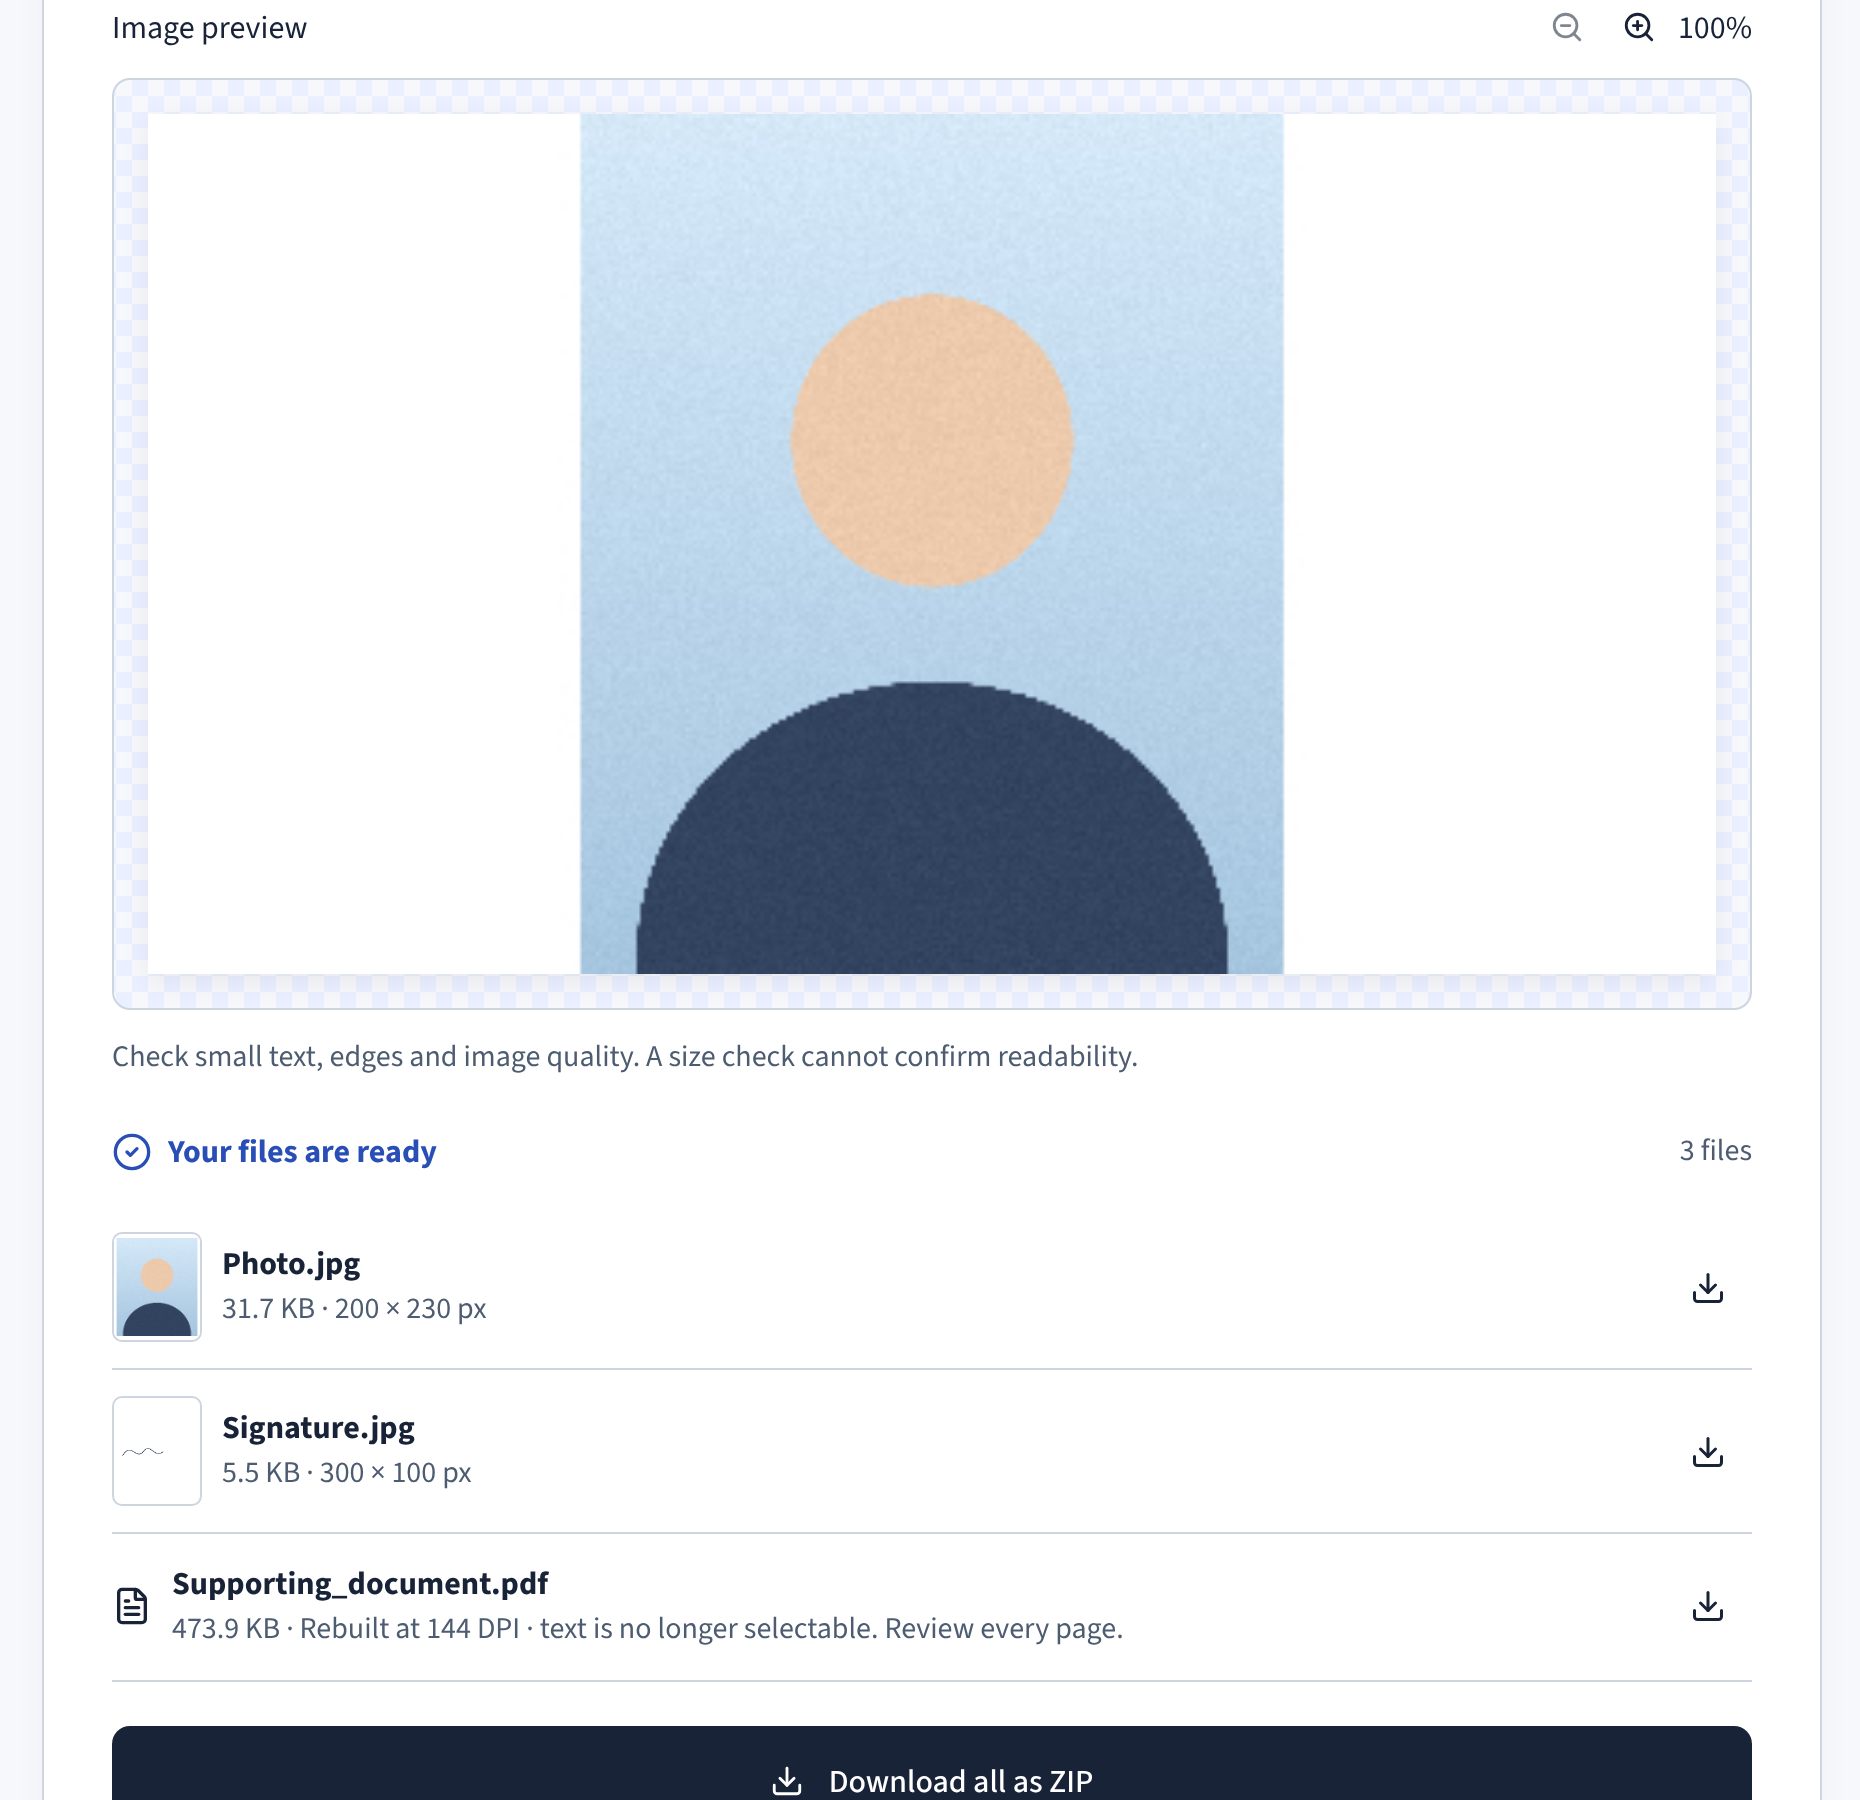 Image preview
100%
Check small text, edges and image quality. A size check cannot confirm readability.
Your files are ready
3 files
Photo.jpg
31.7 KB · 200 × 230 px
Signature.jpg
5.5 KB · 300 × 100 px
Supporting_document.pdf
473.9 KB · Rebuilt at 144 DPI · text is no longer selectable. Review every page.
Download all as ZIP